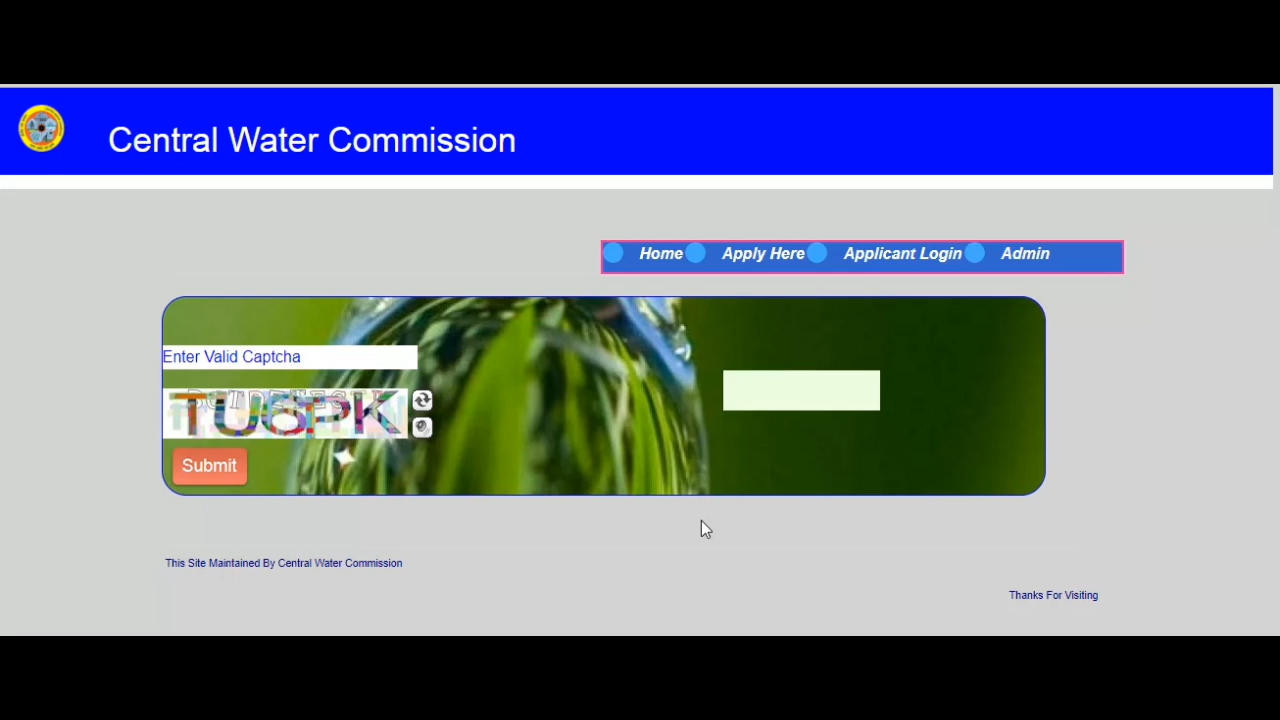 Central Water Commission
Home Apply Here Applicant Login Admin
Enter Valid Captcha
Submit
This Site Maintained By Central Water Commission
Thanks For Visiting